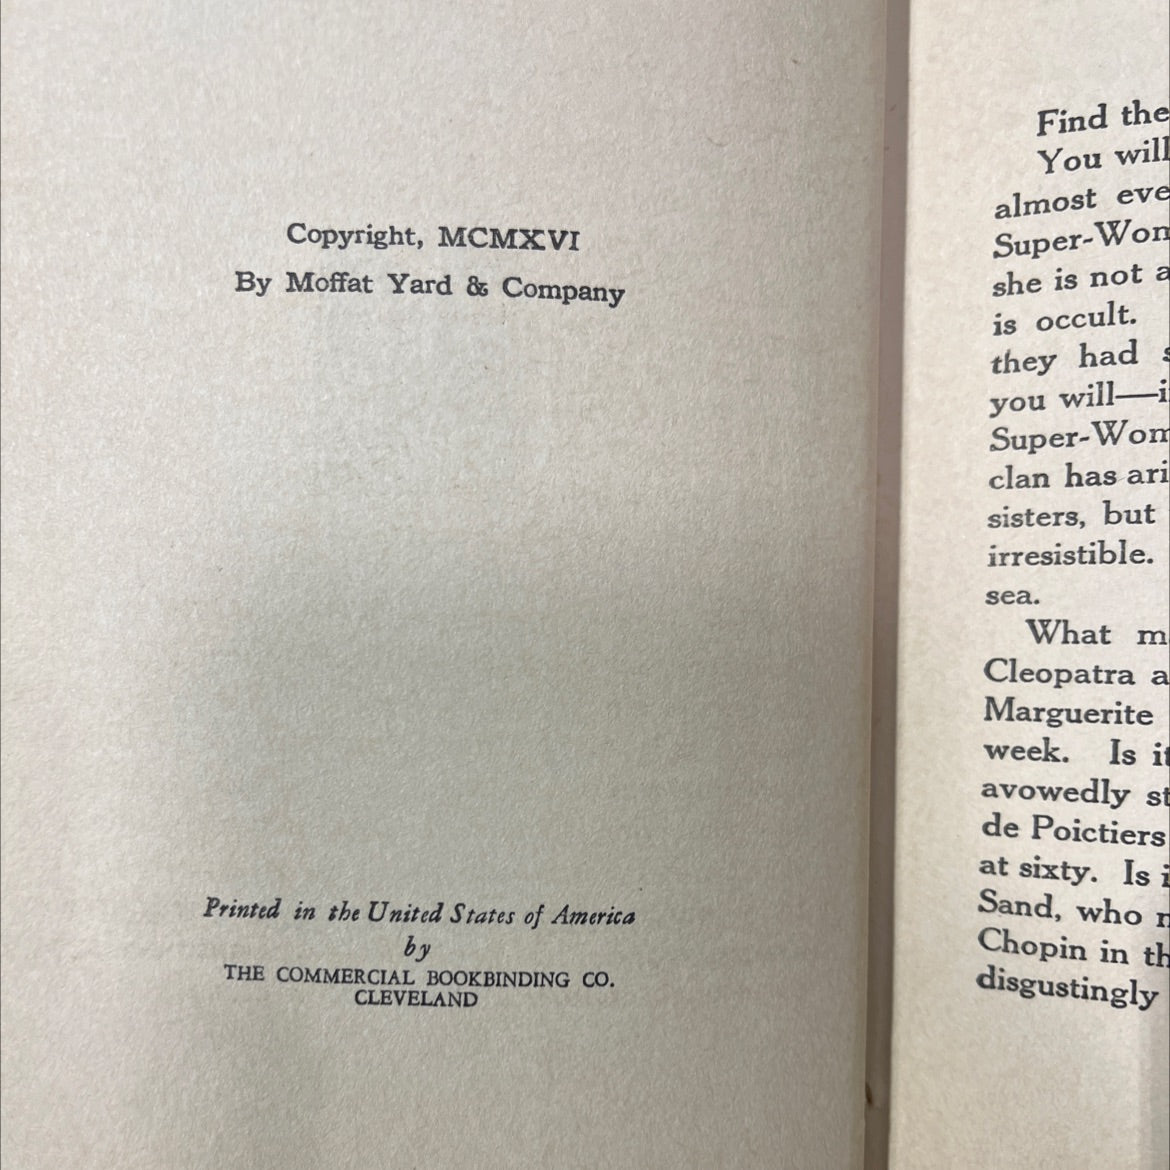 Copyright, MCMXVI
By Moffat Yard & Company
Printed in the United States of America
by
THE COMMERCIAL BOOKBINDING CO.
CLEVELAND
Find the
You will
almost eve
Super-Wom
she is not a
is occult.
they had s
you will—i
Super-Wom
clan has ari
sisters, but
irresistible.
sea.
What m
Cleopatra a
Marguerite
week. Is it
avowedly st
de Poictiers
at sixty. Is i
Sand, who n
Chopin in th
disgustingly